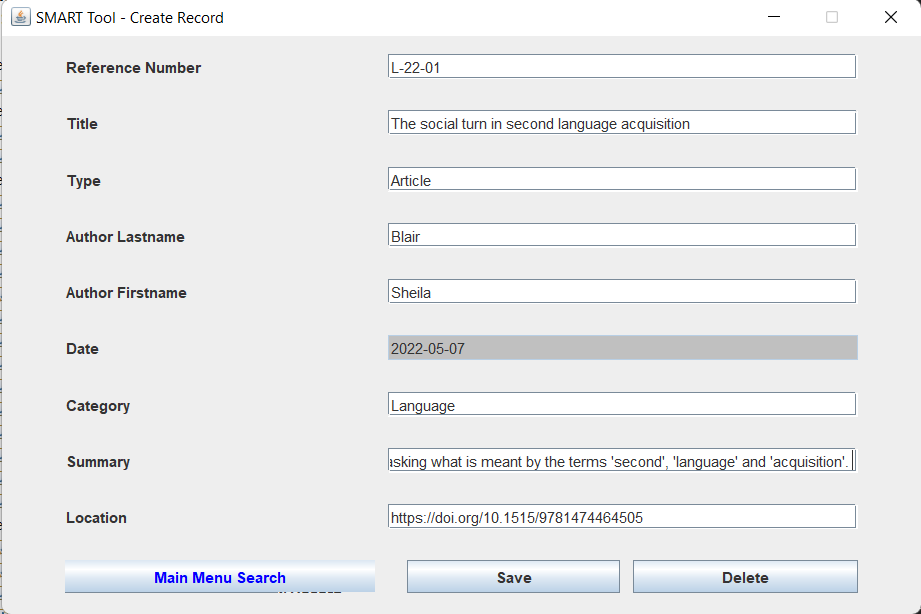 SMART Tool - Create Record
Reference Number L-22-01
Title The social turn in second language acquisition
Type Article
Author Lastname Blair
Author Firstname Sheila
Date 2022-05-07
Category Language
Summary asking what is meant by the terms 'second', 'language' and 'acquisition'.
Location https://doi.org/10.1515/9781474464505
Main Menu Search Save Delete